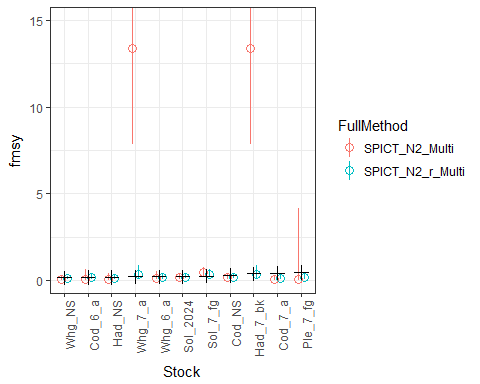 15
10
5
0
fmsy
Whg_NS
Cod_6_a
Had_NS
Whg_7_a
Whg_6_a
Sol_2024
Sol_7_fg
Cod_NS
Had_7_bk
Cod_7_a
Ple_7_fg
Stock
FullMethod
SPICT_N2_Multi
SPICT_N2_r_Multi